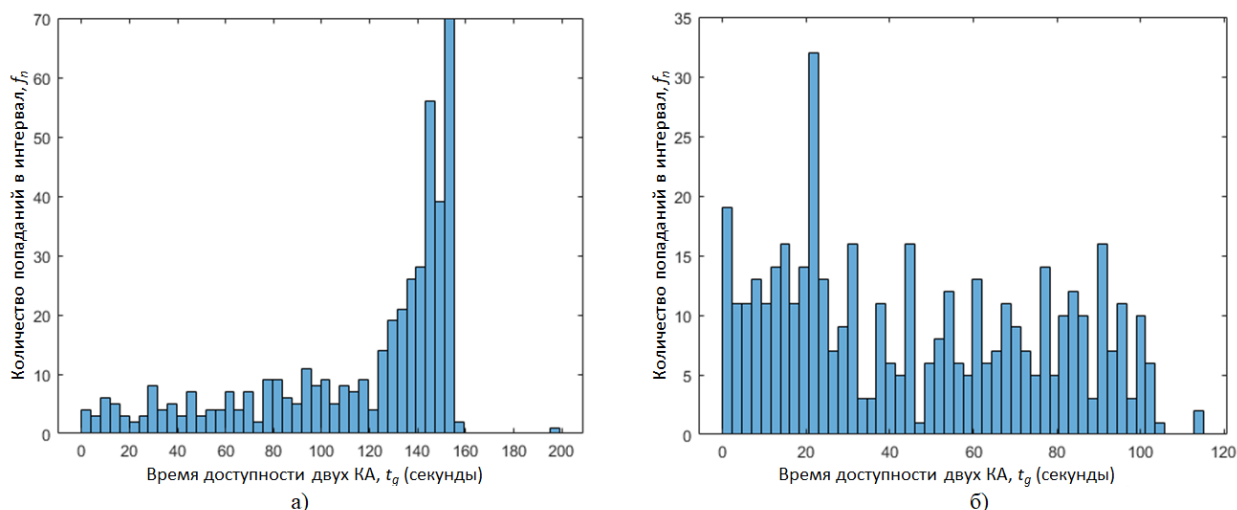 Количество попаданий в интервал, fₙ
70
60
50
40
30
20
10
0
0 20 40 60 80 100 120 140 160 180 200
Время доступности двух КА, t_g (секунды)
а)
Количество попаданий в интервал, fₙ
35
30
25
20
15
10
5
0
0 20 40 60 80 100 120
Время доступности двух КА, t_g (секунды)
б)